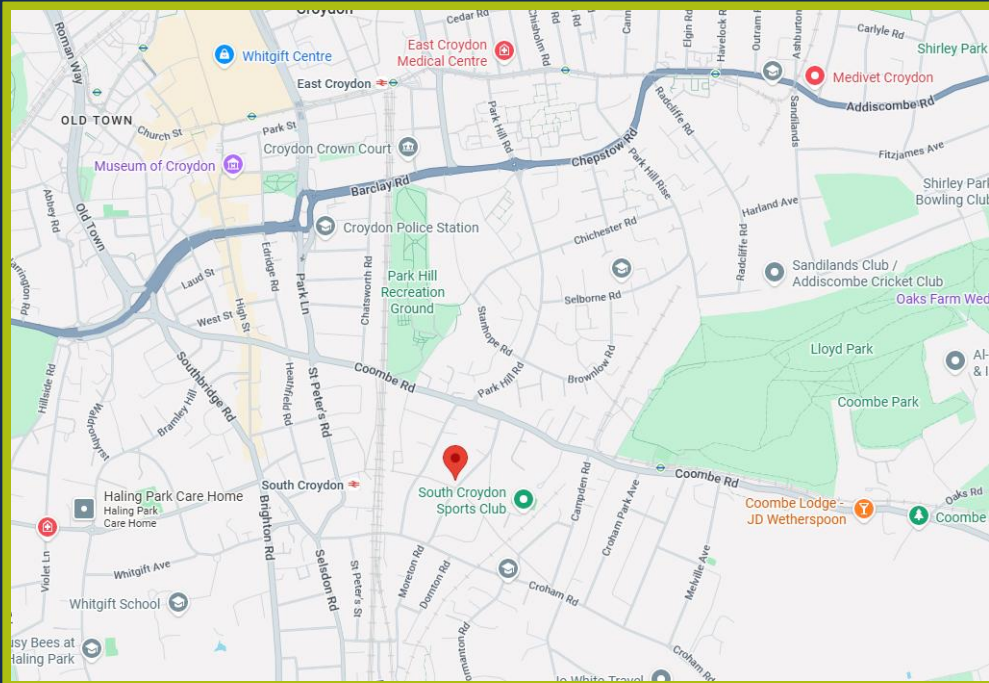 Croydon
Cedar Rd
Chisholm Rd
Rd
Rd
Elgin Rd
Havelock R
Outram
Ashburton
Carlyle Rd
Shirley Park
Roman Way
Whitgift Centre
East Croydon
Medical Centre
Medivet Croydon
East Croydon
Addiscombe Rd
OLD TOWN
Church St
Park St
Park Hill Rd
Radcliffe Rd
Sandilands
Croydon Crown Court
Chepstow Rd
Fitzjames Ave
Museum of Croydon
Park Hill Rise
Barclay Rd
Shirley Park
Bowling Club
Abbey Rd
Old Town
Harland Ave
Croydon Police Station
Chichester Rd
Radcliffe Rd
Edridge Rd
Laud St
Park Ln
Chatsworth Rd
Park Hill
Recreation
Ground
Sandilands Club /
Addiscombe Cricket Club
Oaks Farm Wed
Selborne Rd
High St
West St
Stanhope Rd
Lloyd Park
Coombe Rd
Brownlow Rd
Park Hill Rd
Al-
& I
Hillside Rd
Southbridge Rd
Heathfield Rd
St Peter's Rd
Coombe Park
Waldronhyrst
Bramley Hill
South Croydon
South Croydon
Sports Club
Coombe Rd
Campden Rd
Croham Park Ave
Coombe Lodge -
JD Wetherspoon
Oaks Rd
Coombe
Haling Park Care Home
Haling Park
Care Home
Brighton Rd
Violet Ln
Whitgift Ave
Selsdon Rd
St Peter's St
Moreton Rd
Dornton Rd
Croham Rd
Melville Ave
Whitgift School
usy Bees at
Haling Park
Croham Rd